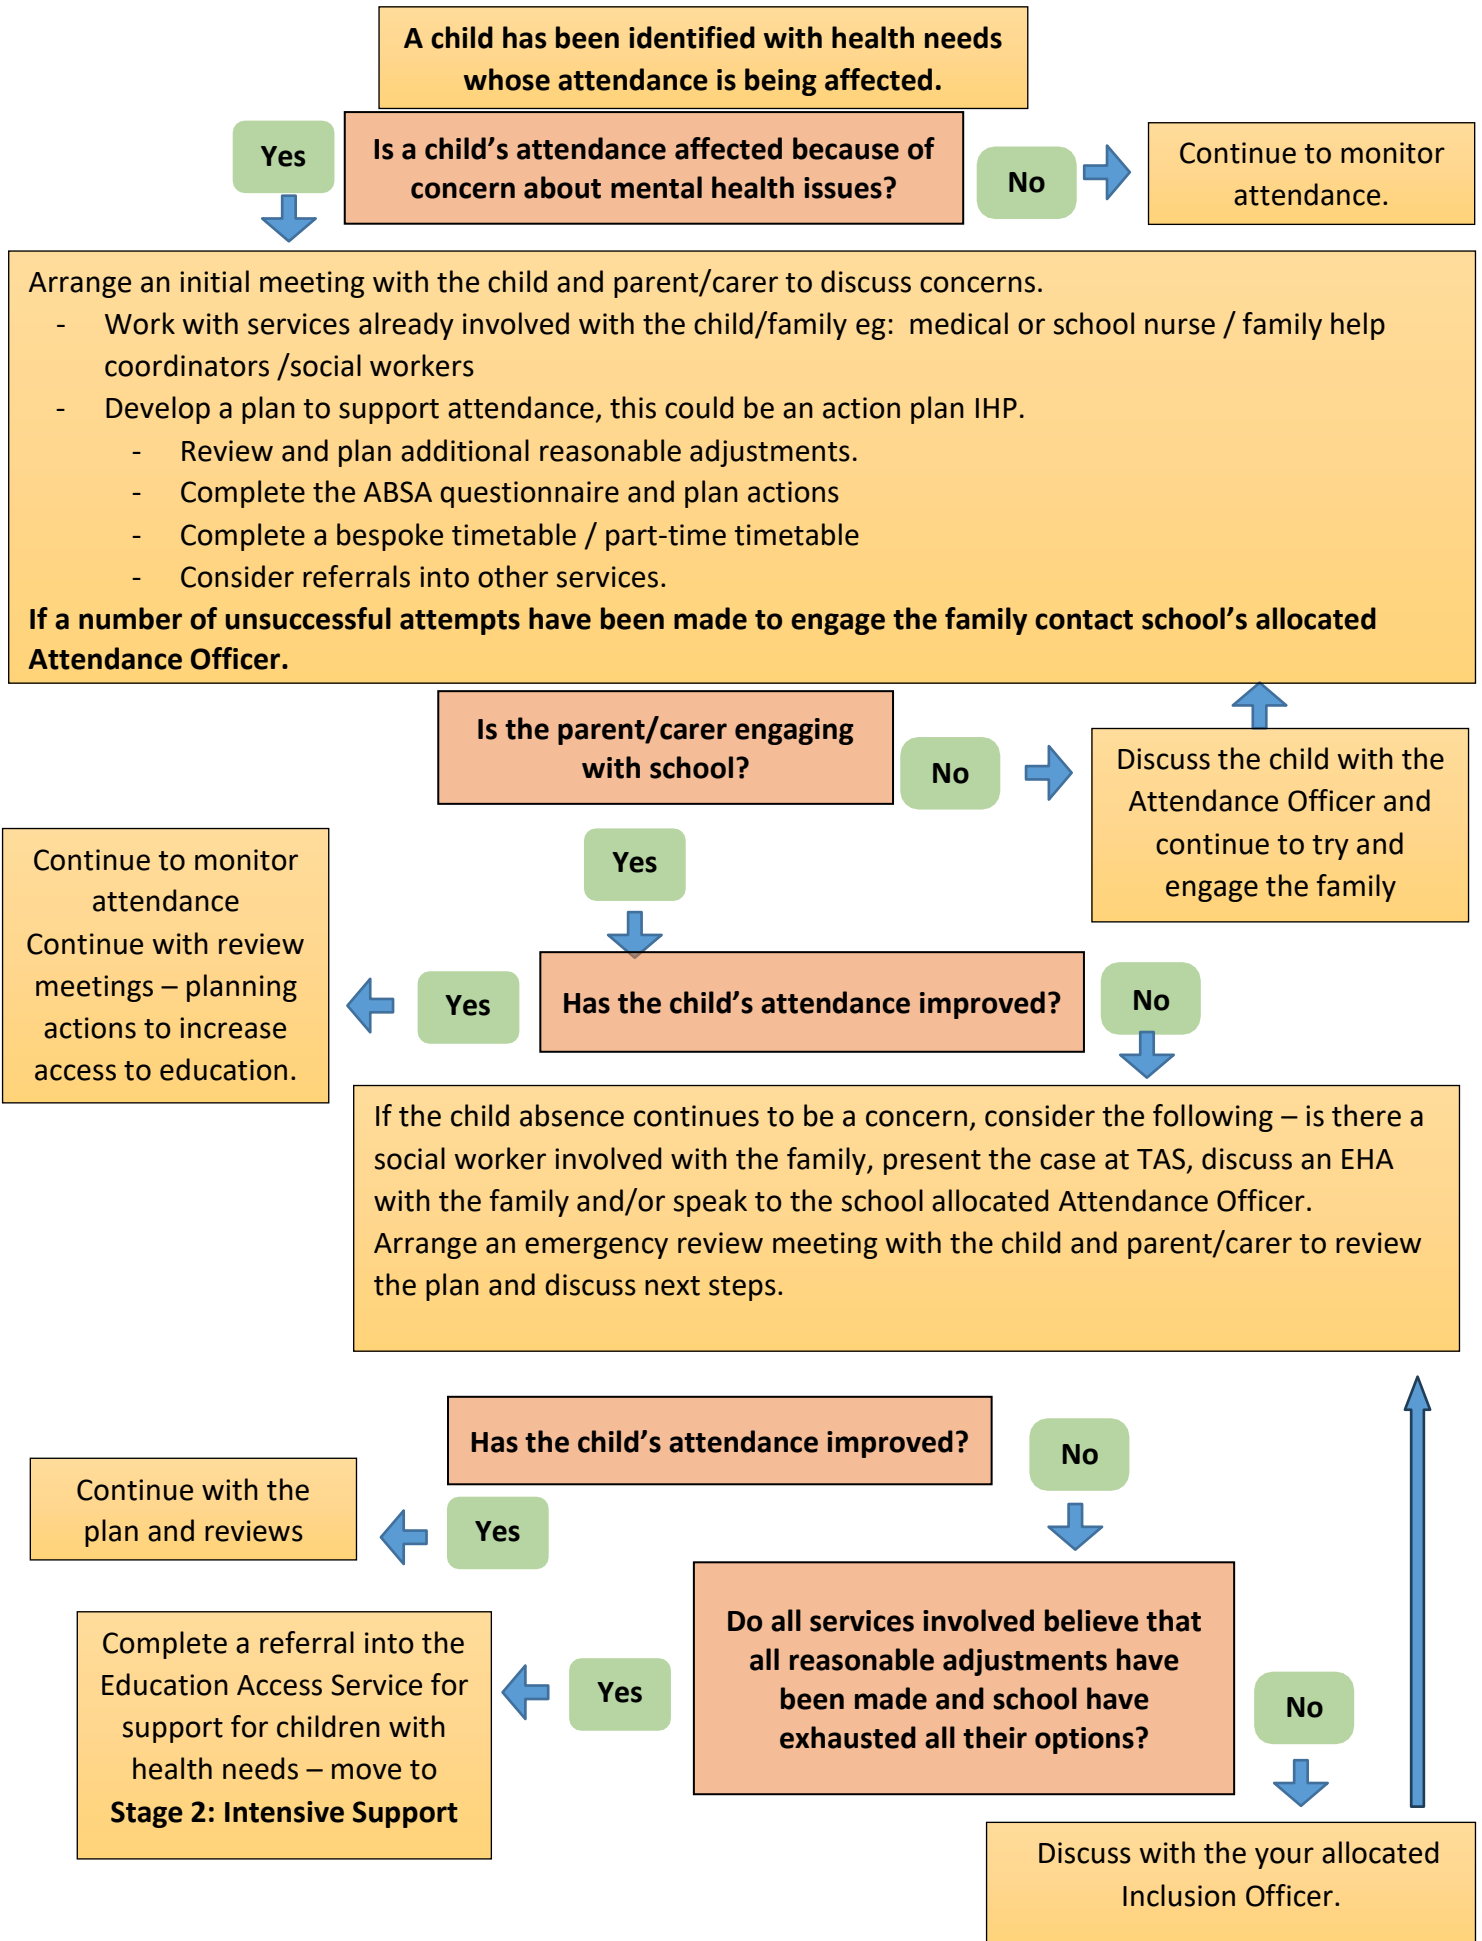 A child has been identified with health needs
whose attendance is being affected.
Yes
Is a child’s attendance affected because of
concern about mental health issues?
No
Continue to monitor
attendance.
Arrange an initial meeting with the child and parent/carer to discuss concerns.
- Work with services already involved with the child/family eg: medical or school nurse / family help
coordinators /social workers
- Develop a plan to support attendance, this could be an action plan IHP.
- Review and plan additional reasonable adjustments.
- Complete the ABSA questionnaire and plan actions
- Complete a bespoke timetable / part-time timetable
- Consider referrals into other services.
If a number of unsuccessful attempts have been made to engage the family contact school’s allocated
Attendance Officer.
Is the parent/carer engaging
with school?
No
Discuss the child with the
Attendance Officer and
continue to try and
engage the family
Yes
Continue to monitor
attendance
Continue with review
meetings – planning
actions to increase
access to education.
Yes
Has the child’s attendance improved?
No
If the child absence continues to be a concern, consider the following – is there a
social worker involved with the family, present the case at TAS, discuss an EHA
with the family and/or speak to the school allocated Attendance Officer.
Arrange an emergency review meeting with the child and parent/carer to review
the plan and discuss next steps.
Has the child’s attendance improved?
No
Continue with the
plan and reviews
Yes
Do all services involved believe that
all reasonable adjustments have
been made and school have
exhausted all their options?
Yes
Complete a referral into the
Education Access Service for
support for children with
health needs – move to
Stage 2: Intensive Support
No
Discuss with the your allocated
Inclusion Officer.